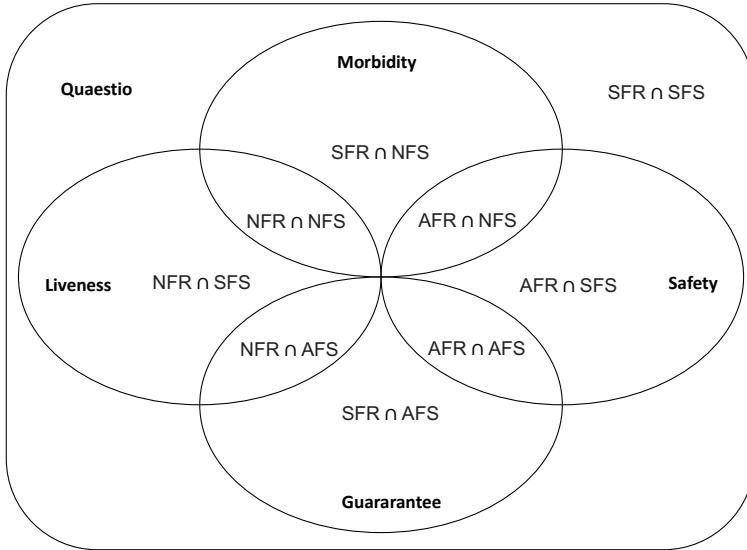 Morbidity
Quaestio
SFR ∩ SFS
SFR ∩ NFS
NFR ∩ NFS
AFR ∩ NFS
Liveness
NFR ∩ SFS
AFR ∩ SFS
Safety
NFR ∩ AFS
AFR ∩ AFS
SFR ∩ AFS
Guararantee